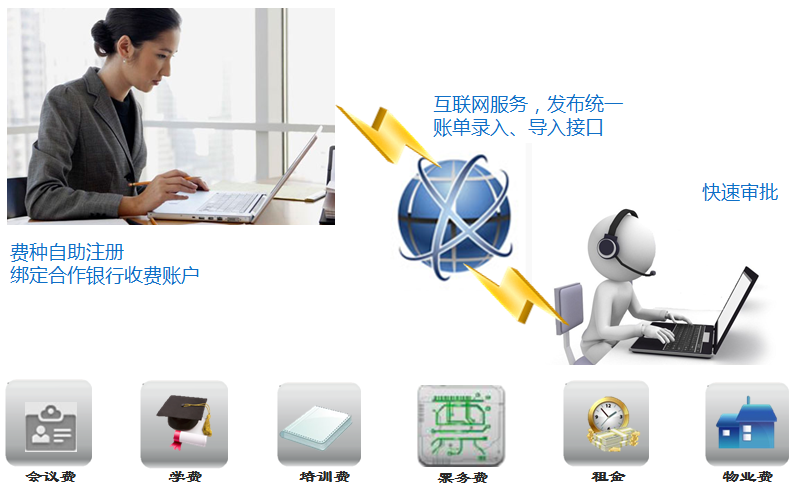 互联网服务，发布统一
账单录入、导入接口
快速审批
费种自助注册
绑定合作银行收费账户
票
会议费
学费
培训费
票务费
租金
物业费